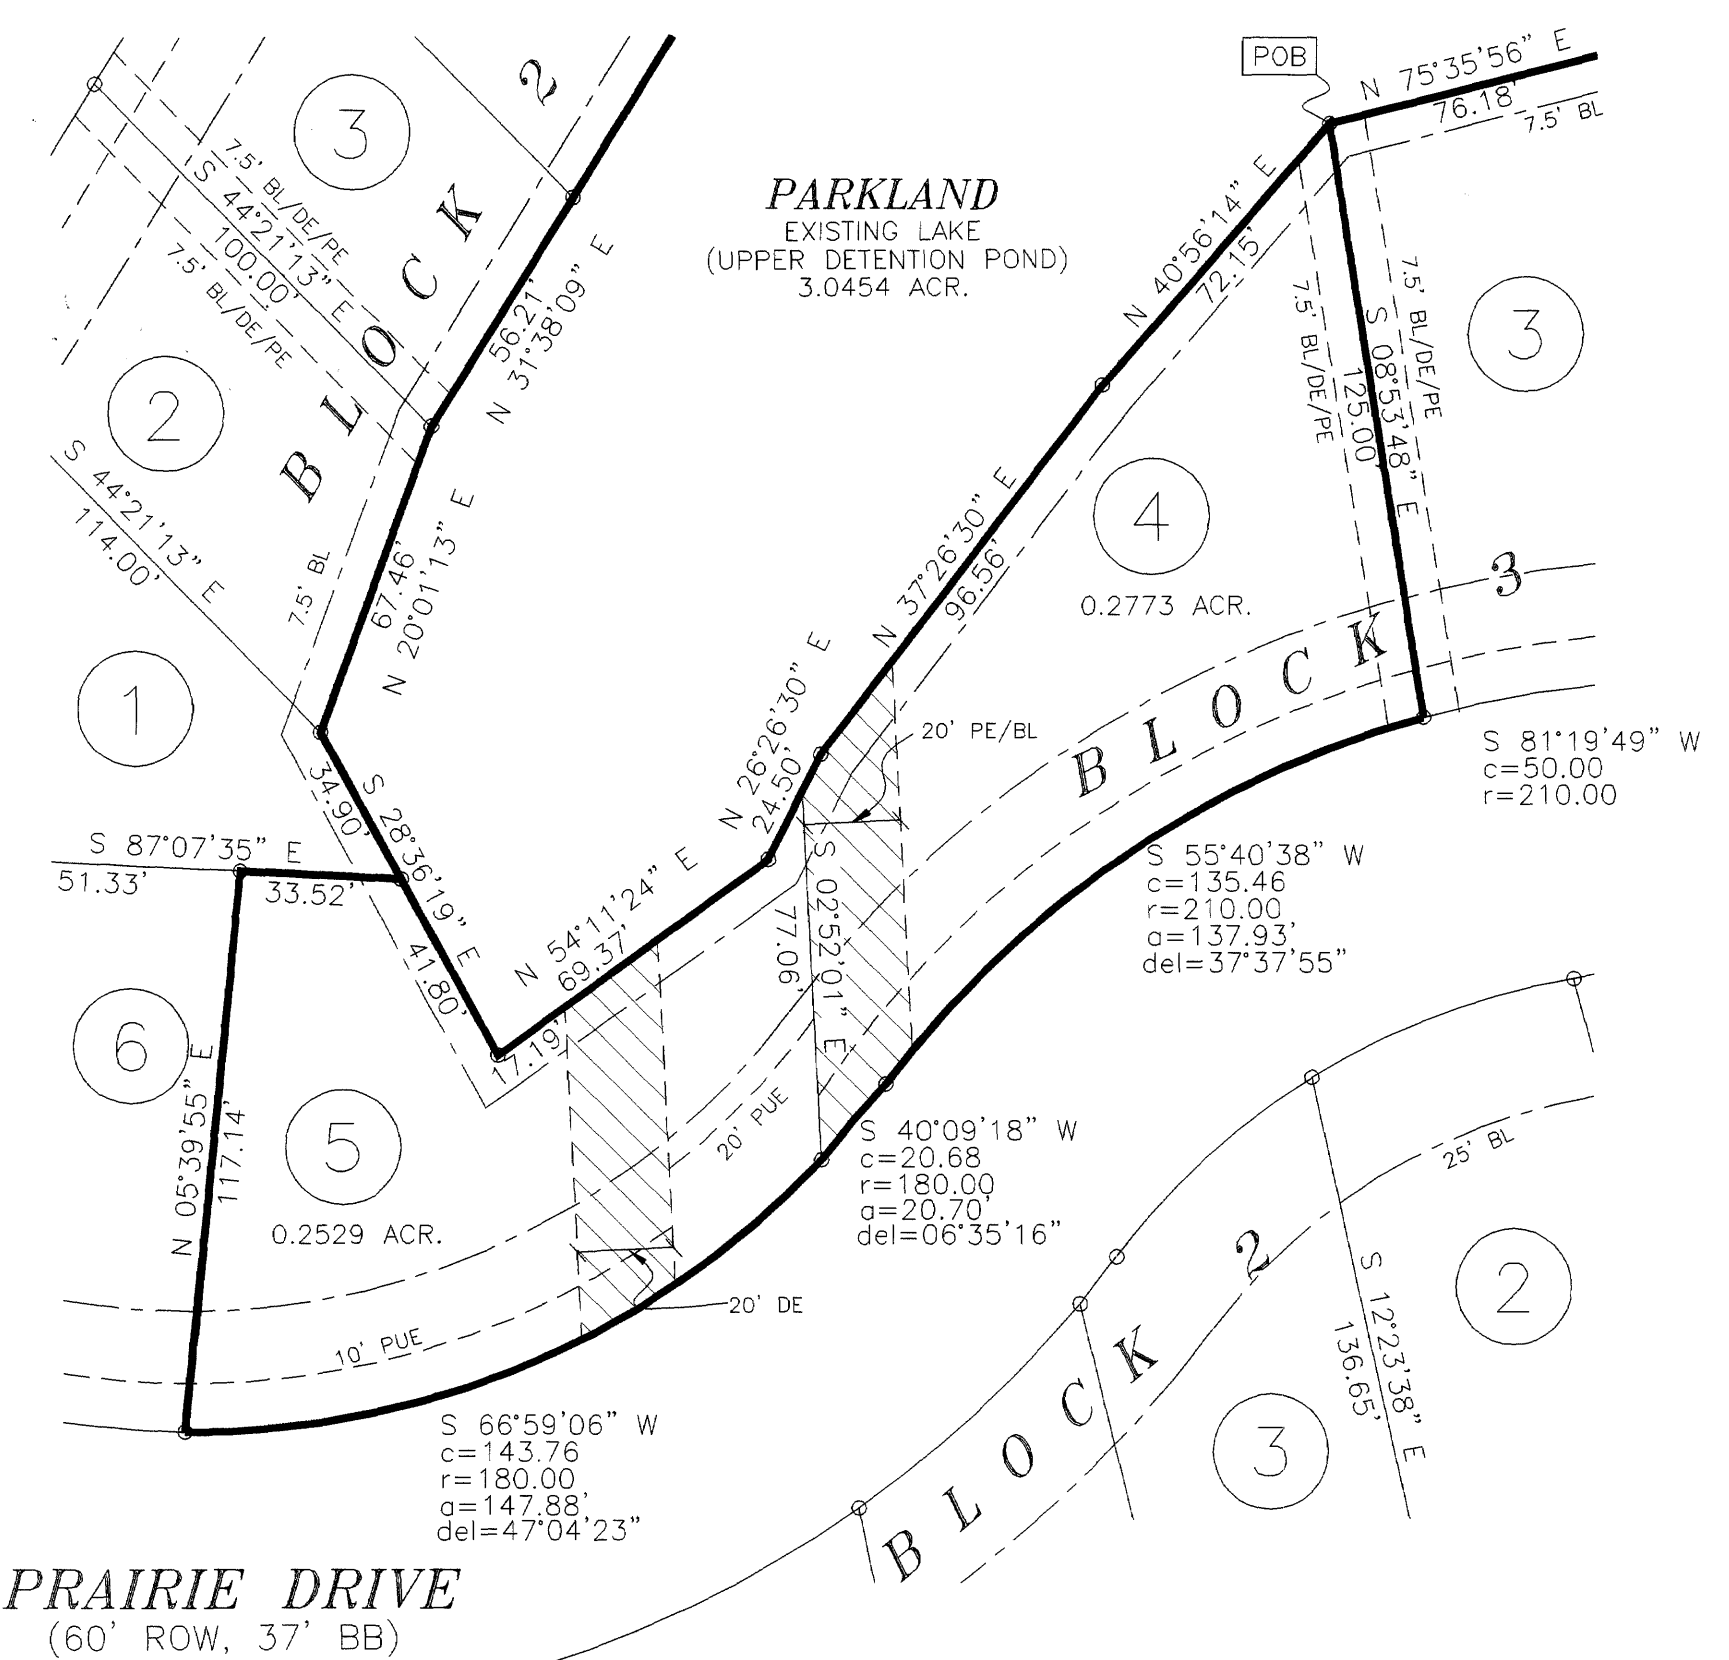 POB
N 75°35'56" E
76.18'
7.5' BL
3
2
7.5' BL/DE/PE
S 44°21'13" E
100.00'
7.5' BL/DE/PE
BLOCK
PARKLAND
EXISTING LAKE
(UPPER DETENTION POND)
3.0454 ACR.
N 40°56'14" E
72.15'
7.5' BL/DE/PE
S 08°53'48" E
125.00'
7.5' BL/DE/PE
3
56.21'
N 31°38'09" E
2
S 44°21'13" E
114.00'
7.5' BL
67.46'
N 20°01'13" E
N 37°26'30" E
96.56'
4
0.2773 ACR.
BLOCK 3
1
N 26°26'30" E
24.50'
20' PE/BL
S 81°19'49" W
c=50.00
r=210.00
34.90'
S 28°36'19" E
41.80'
S 87°07'35" E
51.33'
33.52'
N 54°11'24" E
69.37'
17.19'
S 02°52'01" E
77.06'
S 55°40'38" W
c=135.46
r=210.00
a=137.93'
del=37°37'55"
6
N 05°39'55" E
117.14'
5
0.2529 ACR.
20' PUE
S 40°09'18" W
c=20.68
r=180.00
a=20.70'
del=06°35'16"
25' BL
20' DE
10' PUE
S 12°23'38" E
136.65'
2
BLOCK 2
3
S 66°59'06" W
c=143.76
r=180.00
a=147.88'
del=47°04'23"
PRAIRIE DRIVE
(60' ROW, 37' BB)